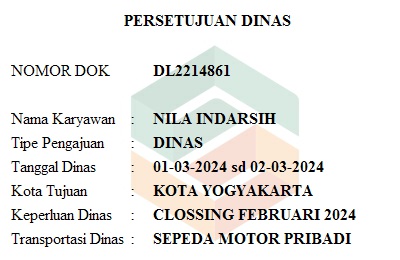 PERSETUJUAN DINAS
NOMOR DOK DL2214861
Nama Karyawan : NILA INDARSIH
Tipe Pengajuan : DINAS
Tanggal Dinas : 01-03-2024 sd 02-03-2024
Kota Tujuan : KOTA YOGYAKARTA
Keperluan Dinas : CLOSSING FEBRUARI 2024
Transportasi Dinas : SEPEDA MOTOR PRIBADI